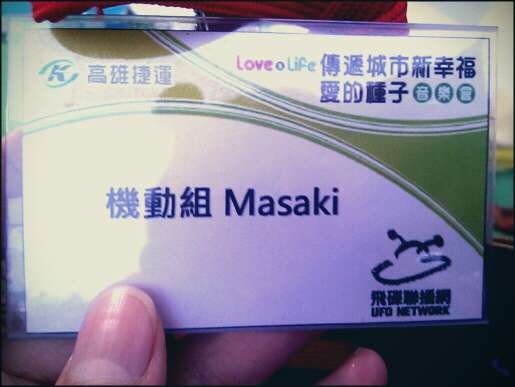 高雄捷運
Love Life 傳遞城市新幸福
愛的種子 音樂會
機動組 Masaki
飛碟聯播網
UFO NETWORK